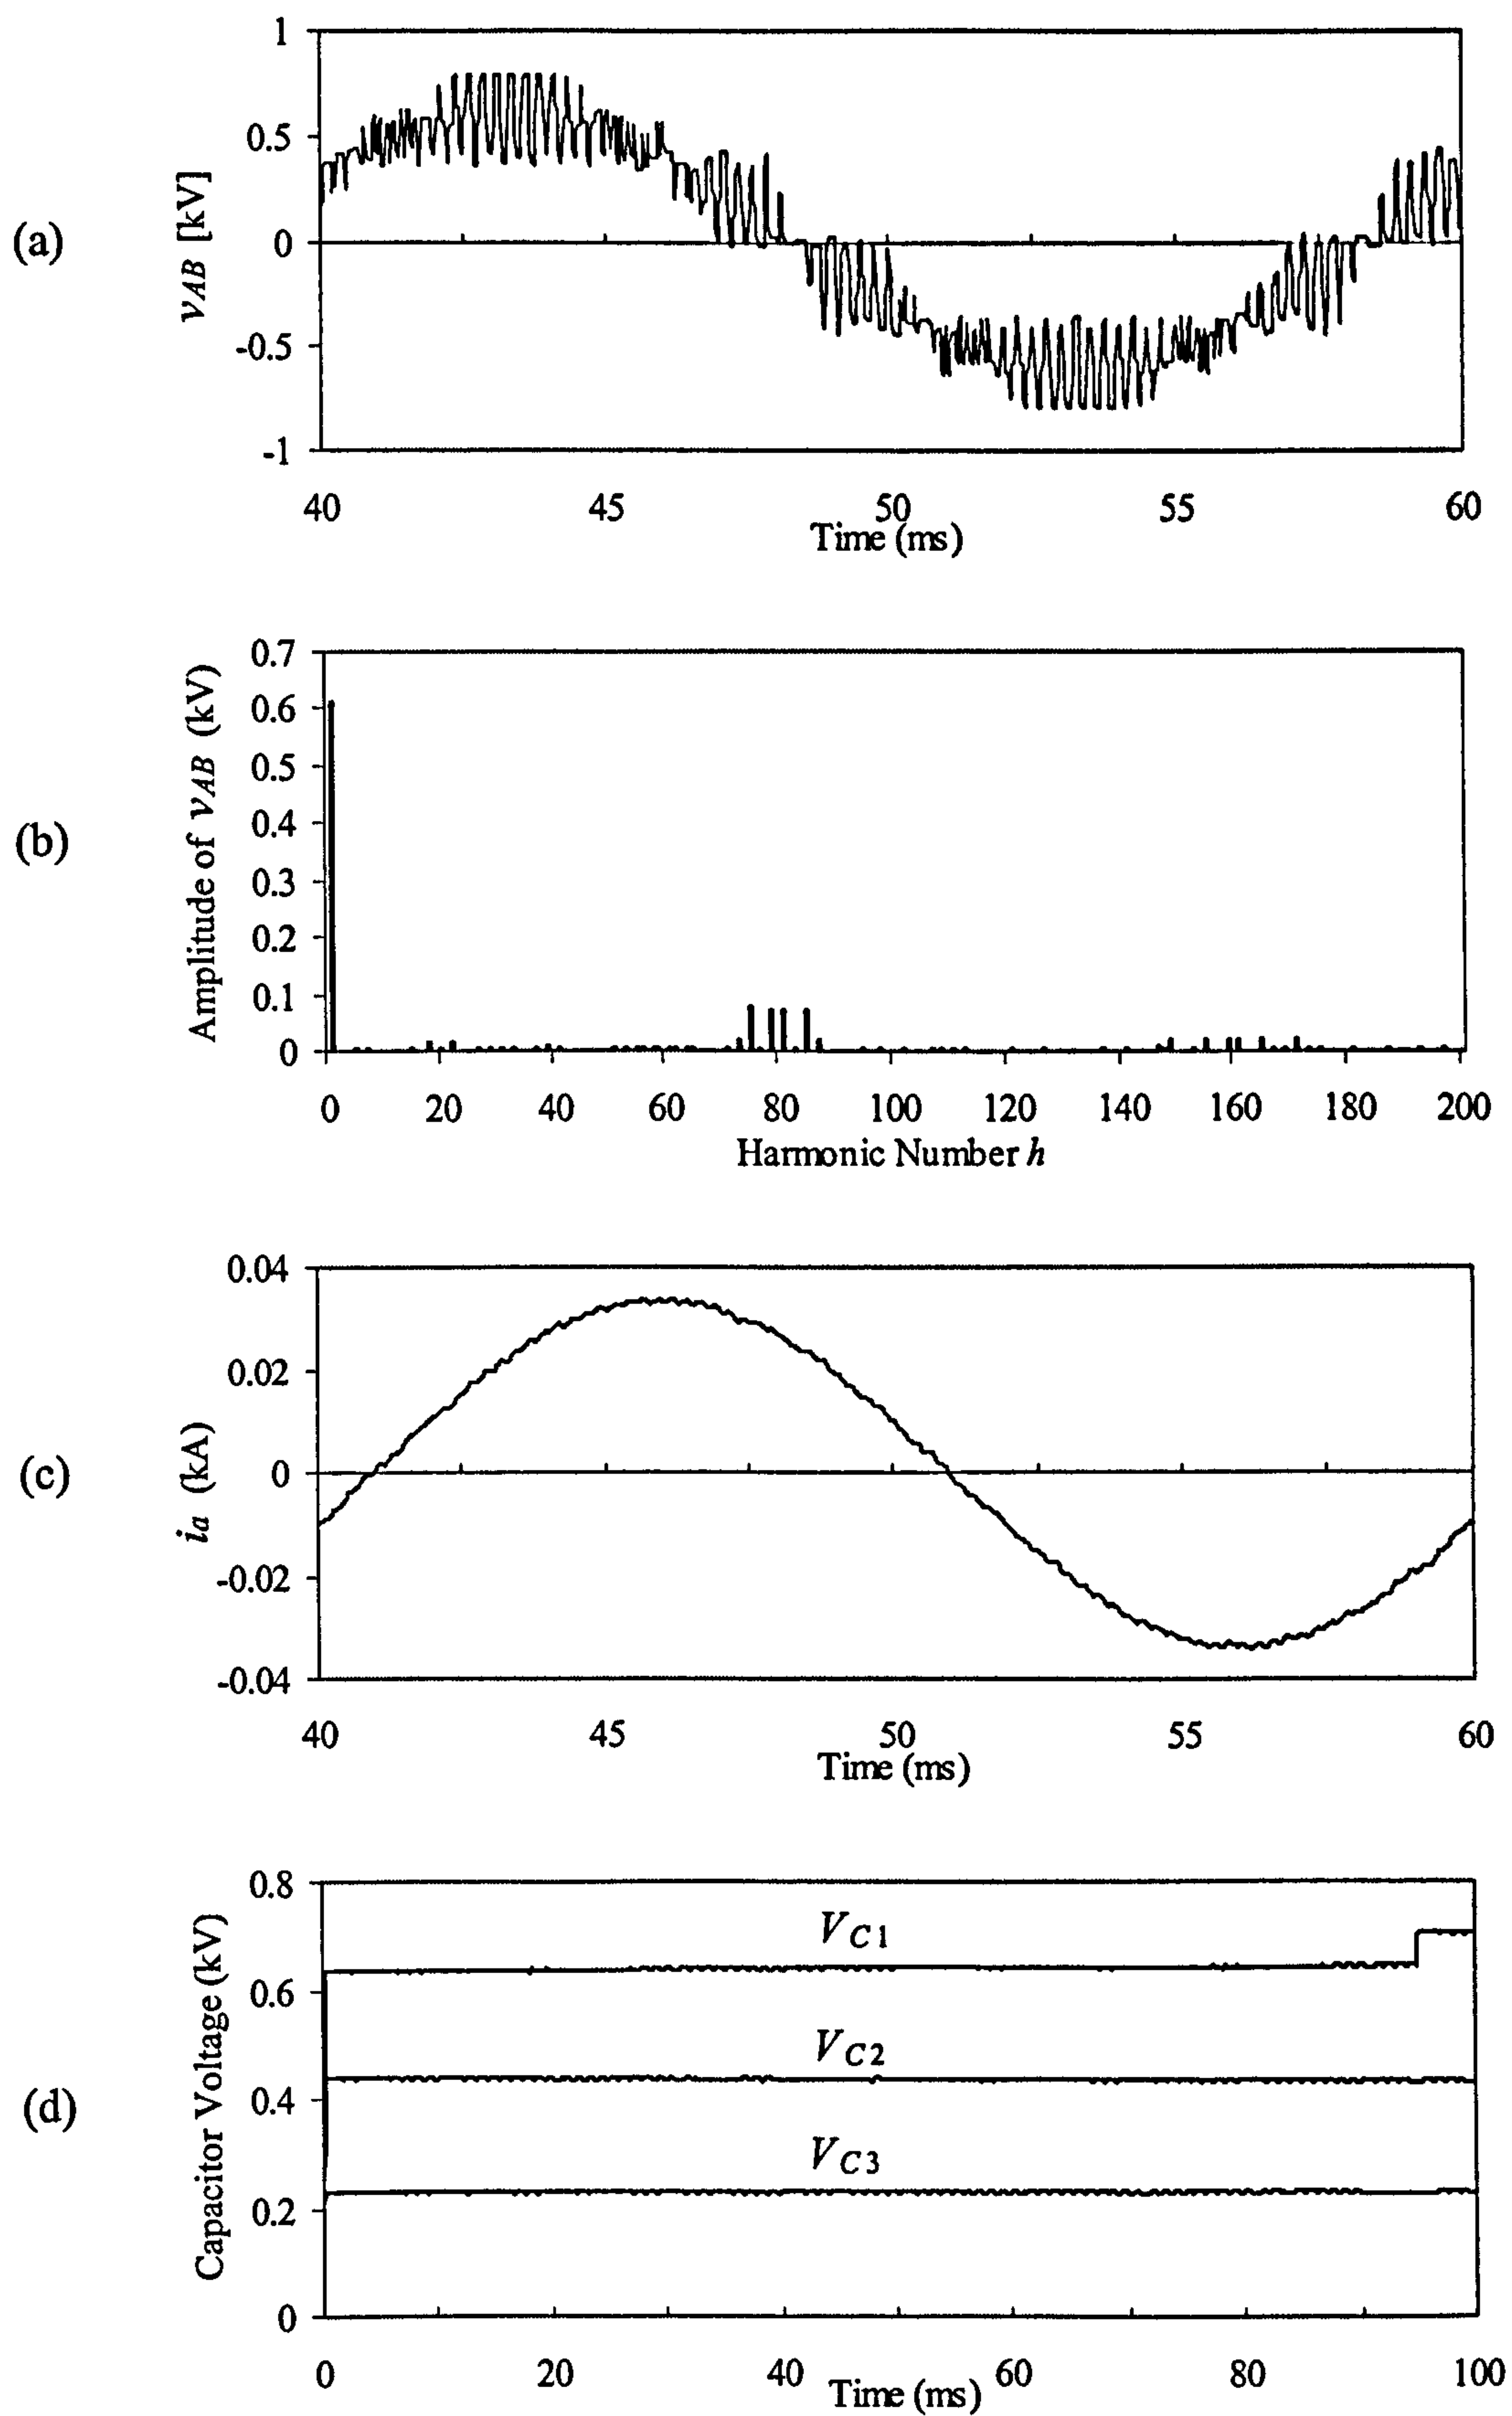 (a)
vAB [kV]
1
0.5
0
-0.5
-1
40 45 50 55 60
Time (ms)
(b)
Amplitude of vAB (kV)
0.7
0.6
0.5
0.4
0.3
0.2
0.1
0
0 20 40 60 80 100 120 140 160 180 200
Harmonic Number h
(c)
ia (kA)
0.04
0.02
0
-0.02
-0.04
40 45 50 55 60
Time (ms)
(d)
Capacitor Voltage (kV)
0.8
0.6
0.4
0.2
0
VC1
VC2
VC3
0 20 40 60 80 100
Time (ms)